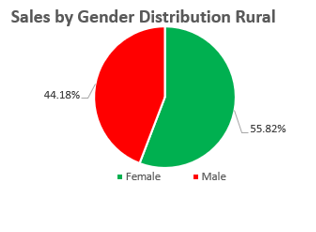 Sales by Gender Distribution Rural
44.18%
55.82%
Female Male